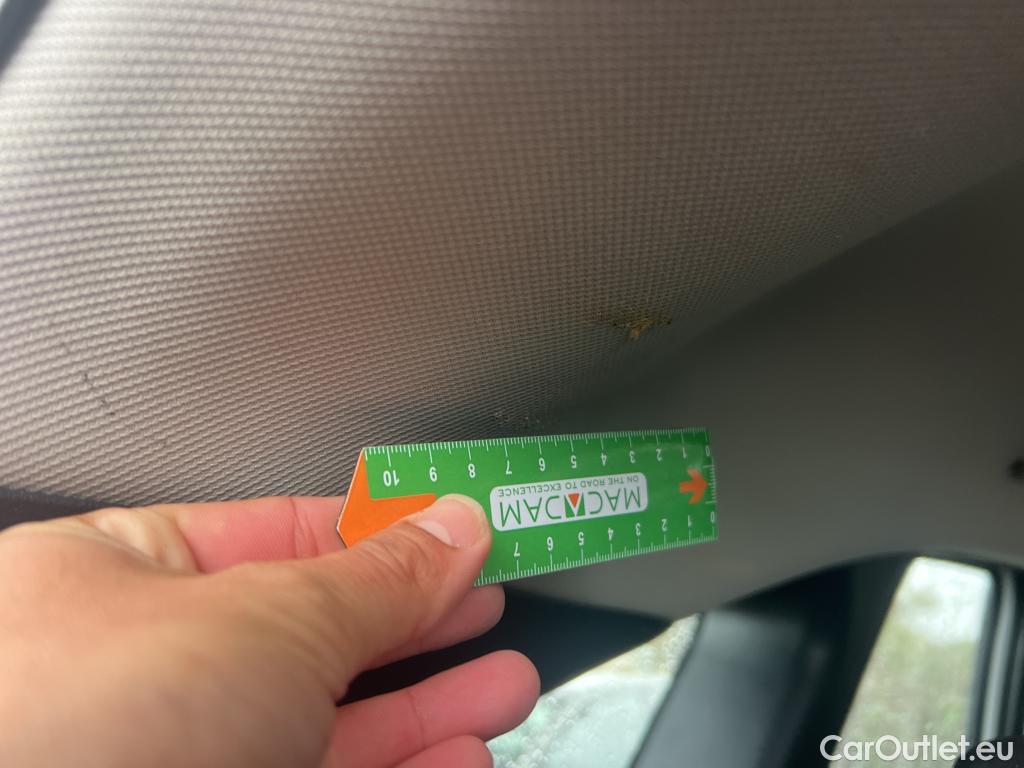 10 9 8 7 6 5 4 3 2 1 0
ON THE ROAD TO EXCELLENCE
MACADAM
7 6 5 4 3 2 1 0
CarOutlet.eu